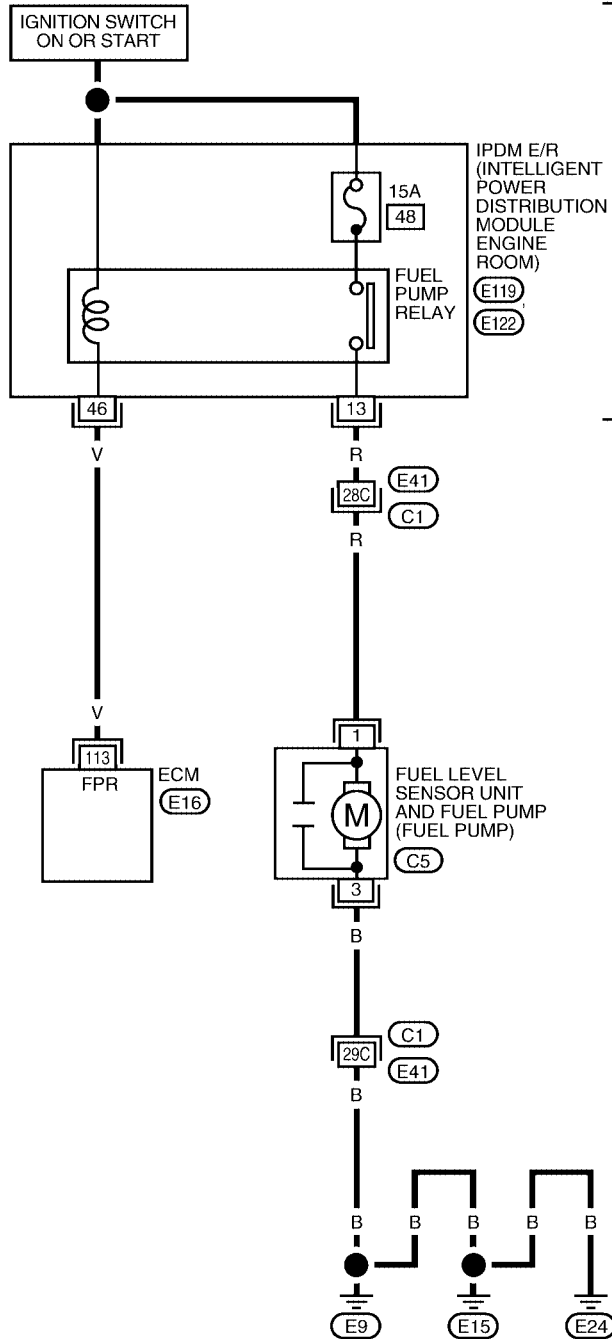 IGNITION SWITCH
ON OR START
IPDM E/R
(INTELLIGENT
POWER
DISTRIBUTION
MODULE
ENGINE
ROOM)
E119,
E122
15A
48
FUEL
PUMP
RELAY
46
13
V
R
28C
E41
C1
R
V
113
FPR
ECM
E16
1
M
FUEL LEVEL
SENSOR UNIT
AND FUEL PUMP
(FUEL PUMP)
C5
3
B
29C
C1
E41
B
B
B
B
B
B
E9
E15
E24